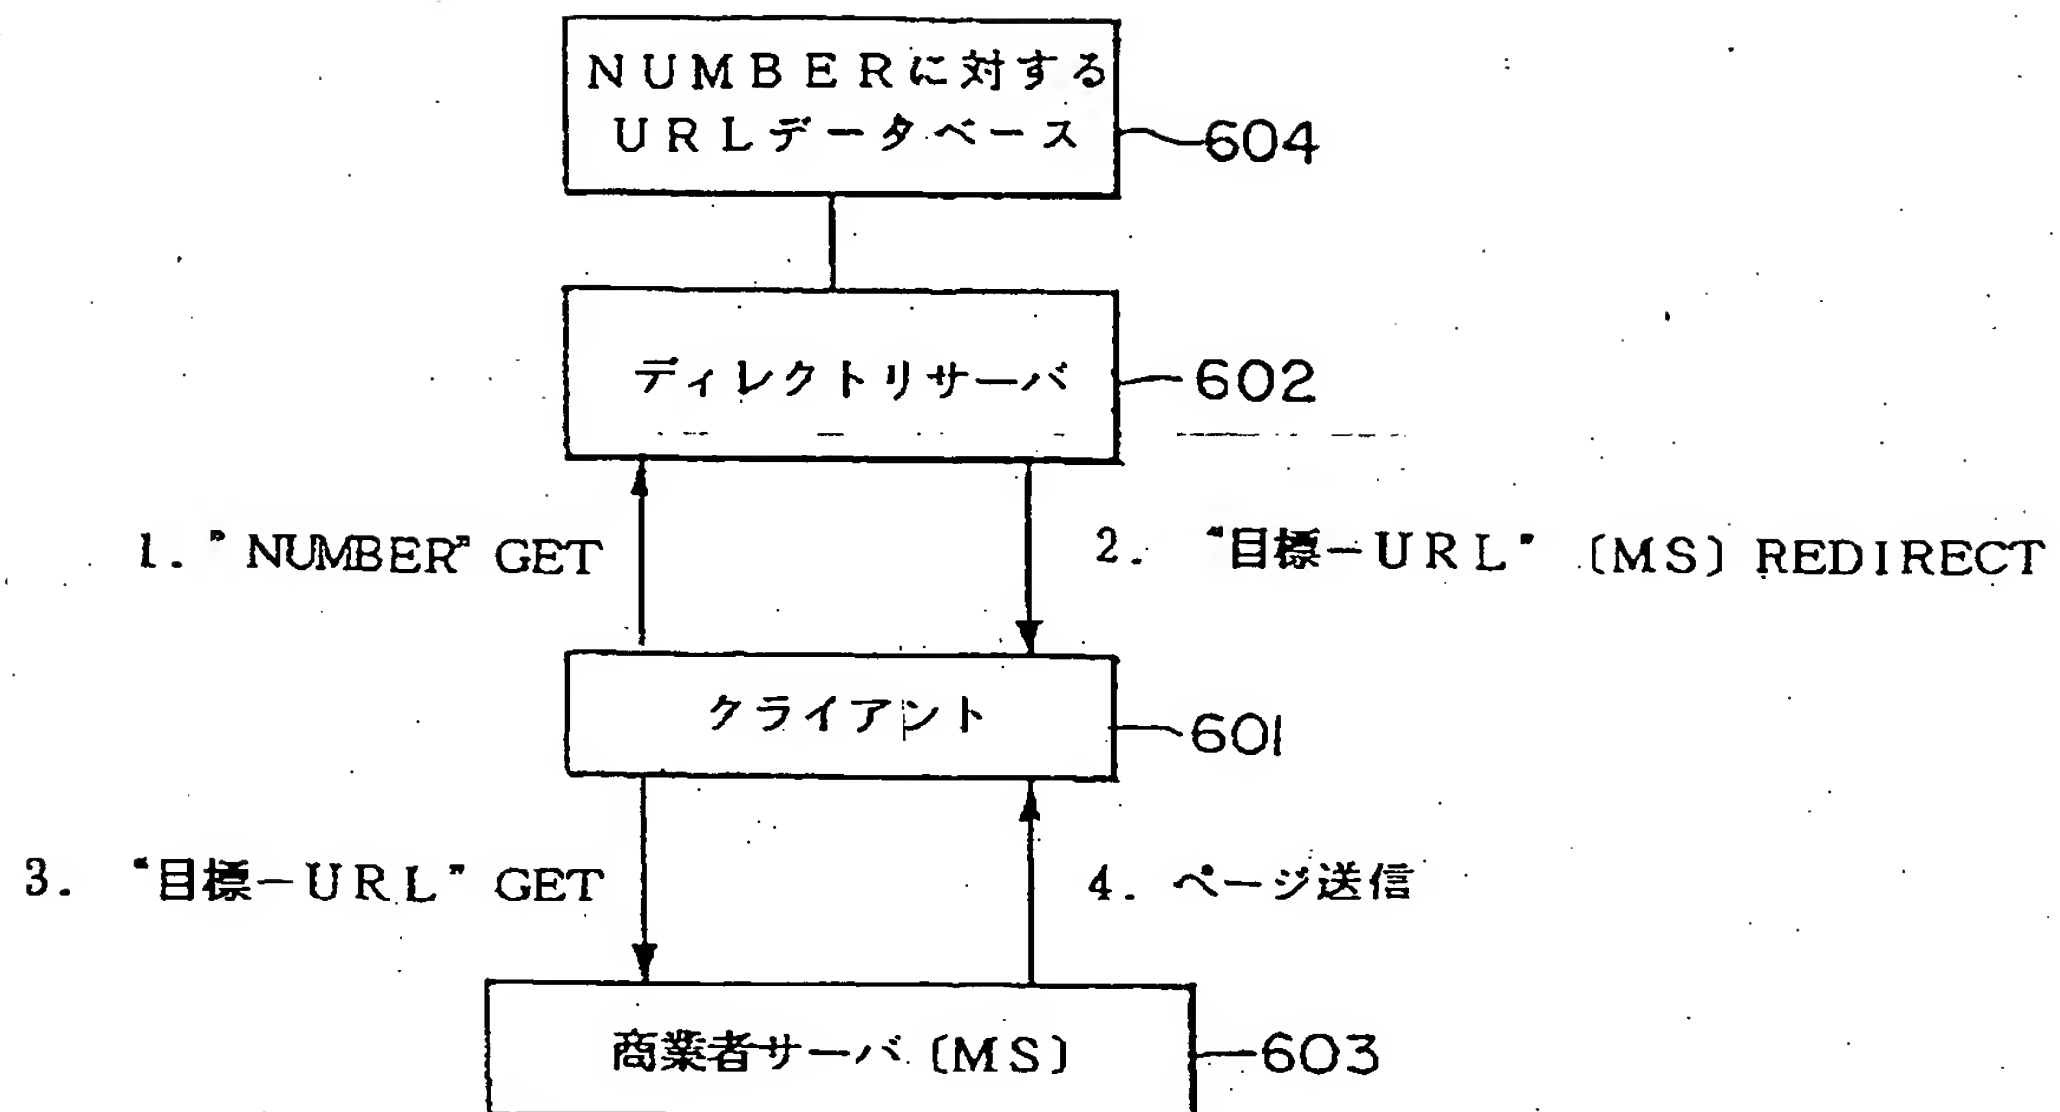 NUMBERに対する
URLデータベース
604
ディレクトリサーバ
602
1. "NUMBER" GET
2. "目標-URL" 〔MS〕 REDIRECT
クライアント
601
3. "目標-URL" GET
4. ページ送信
商業者サーバ〔MS〕
603